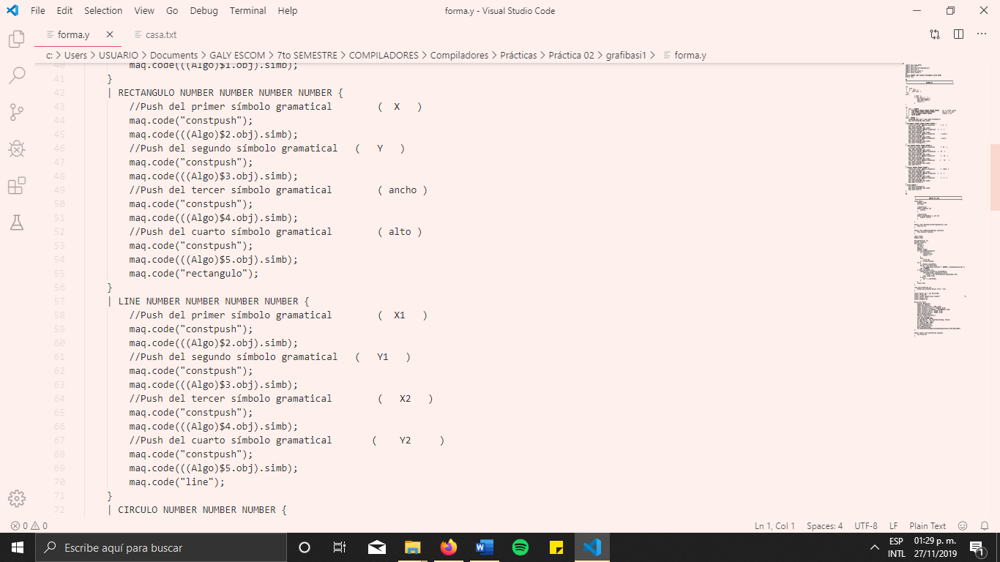 File Edit Selection View Go Debug Terminal Help forma.y - Visual Studio Code
forma.y casa.txt
c: > Users > USUARIO > Documents > GALY ESCOM > 7to SEMESTRE > COMPILADORES > Compiladores > Prácticas > Práctica 02 > grafibasi1 > forma.y
40 maq.code(((Algo)$1.obj).simb);
41 }
42 | RECTANGULO NUMBER NUMBER NUMBER NUMBER {
43 //Push del primer símbolo gramatical ( X )
44 maq.code("constpush");
45 maq.code(((Algo)$2.obj).simb);
46 //Push del segundo símbolo gramatical ( Y )
47 maq.code("constpush");
48 maq.code(((Algo)$3.obj).simb);
49 //Push del tercer símbolo gramatical ( ancho )
50 maq.code("constpush");
51 maq.code(((Algo)$4.obj).simb);
52 //Push del cuarto símbolo gramatical ( alto )
53 maq.code("constpush");
54 maq.code(((Algo)$5.obj).simb);
55 maq.code("rectangulo");
56 }
57 | LINE NUMBER NUMBER NUMBER NUMBER {
58 //Push del primer símbolo gramatical ( X1 )
59 maq.code("constpush");
60 maq.code(((Algo)$2.obj).simb);
61 //Push del segundo símbolo gramatical ( Y1 )
62 maq.code("constpush");
63 maq.code(((Algo)$3.obj).simb);
64 //Push del tercer símbolo gramatical ( X2 )
65 maq.code("constpush");
66 maq.code(((Algo)$4.obj).simb);
67 //Push del cuarto símbolo gramatical ( Y2 )
68 maq.code("constpush");
69 maq.code(((Algo)$5.obj).simb);
70 maq.code("line");
71 }
72 | CIRCULO NUMBER NUMBER NUMBER {
0 0 Ln 1, Col 1 Spaces: 4 UTF-8 LF Plain Text
Escribe aquí para buscar
ESP 01:29 p. m.
INTL 27/11/2019 1